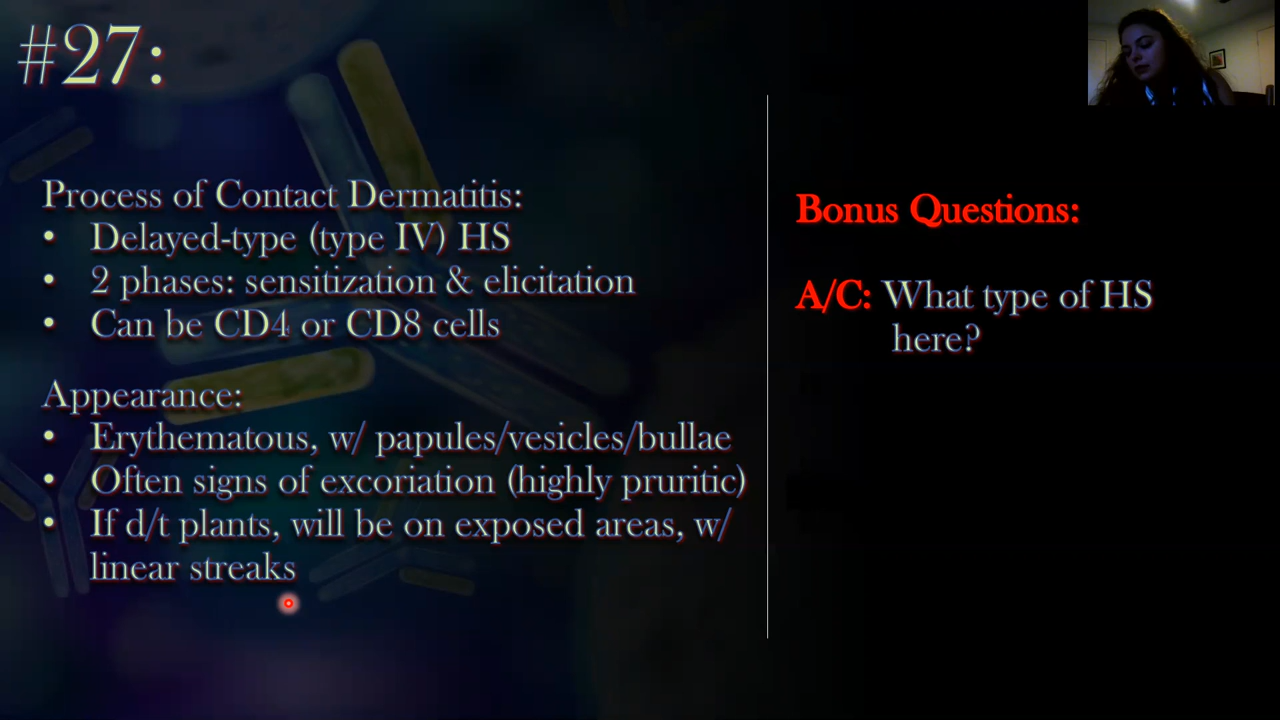 #27:
Process of Contact Dermatitis:
• Delayed-type (type IV) HS
• 2 phases: sensitization & elicitation
• Can be CD4 or CD8 cells
Appearance:
• Erythematous, w/ papules/vesicles/bullae
• Often signs of excoriation (highly pruritic)
• If d/t plants, will be on exposed areas, w/
linear streaks
Bonus Questions:
A/C: What type of HS
here?